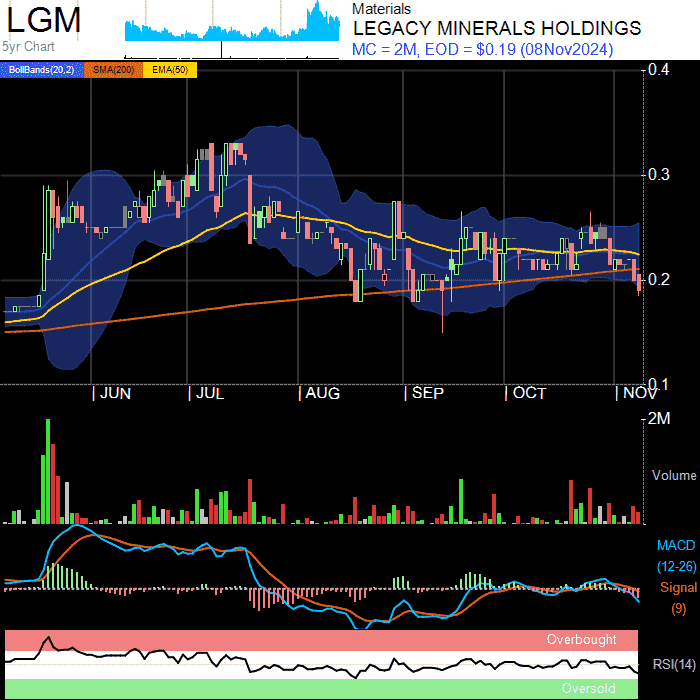 LGM
5yr Chart
Materials
LEGACY MINERALS HOLDINGS
MC = 2M, EOD = $0.19 (08Nov2024)
BollBands(20,2) SMA(200) EMA(50)
0.4
0.3
0.2
0.1
| JUN | JUL | AUG | SEP | OCT | NOV
2M
Volume
MACD
(12-26)
Signal
(9)
Overbought
RSI(14)
Oversold